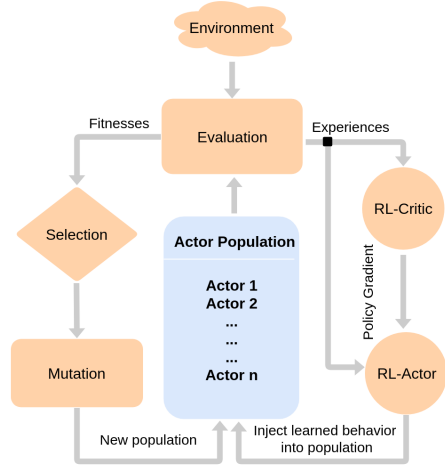 Environment
Fitnesses
Evaluation
Experiences
Selection
Actor Population
RL-Critic
Actor 1
Actor 2
...
...
...
Actor n
Policy Gradient
Mutation
RL-Actor
New population
Inject learned behavior
into population